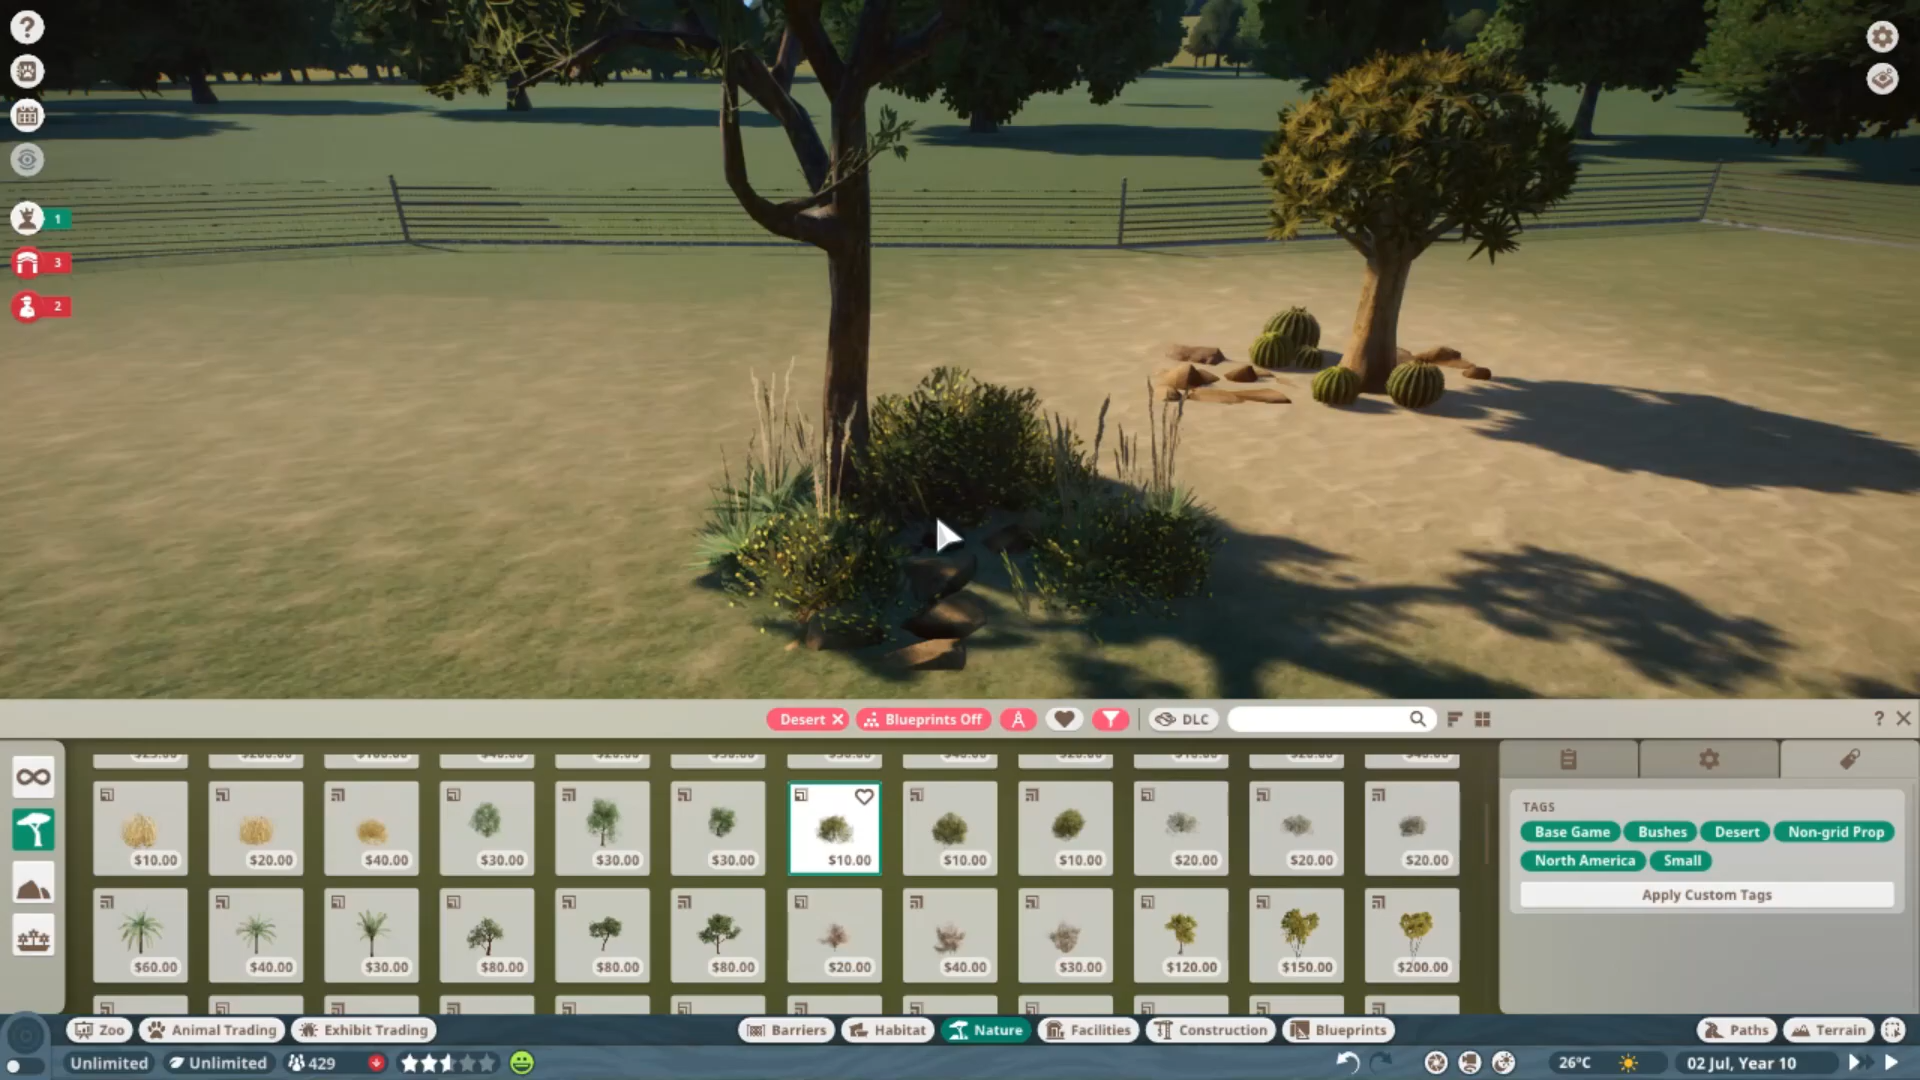 ?
1
3
2
Desert ✕ Blueprints Off DLC ?
$10.00 $20.00 $40.00 $30.00 $30.00 $30.00 $10.00 $10.00 $10.00 $20.00 $20.00 $20.00
$60.00 $40.00 $30.00 $80.00 $80.00 $80.00 $20.00 $40.00 $30.00 $120.00 $150.00 $200.00
TAGS
Base Game Bushes Desert Non-grid Prop
North America Small
Apply Custom Tags
Zoo Animal Trading Exhibit Trading Barriers Habitat Nature Facilities Construction Blueprints Paths Terrain
Unlimited Unlimited 429 26°C 02 Jul, Year 10